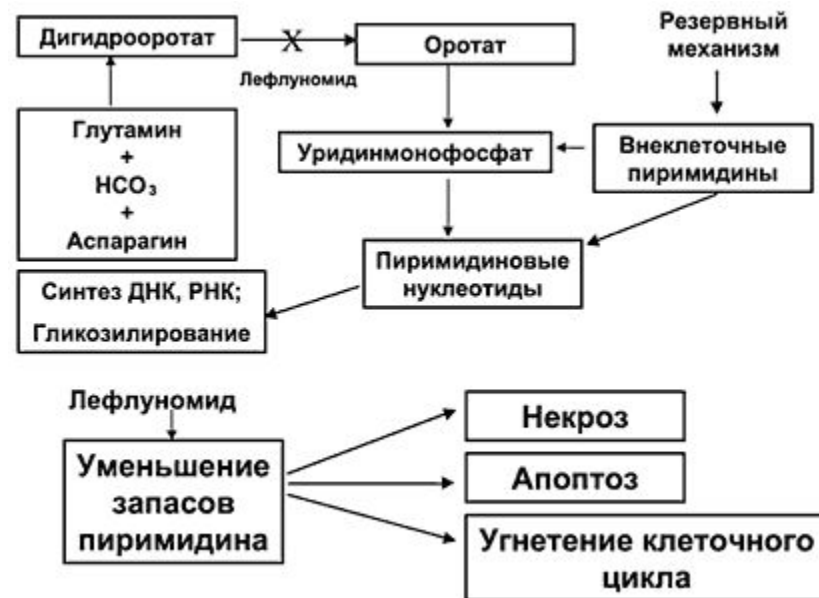 Дигидрооротат
X
Оротат
Резервный
механизм
Лефлуномид
Глутамин
+
HCO₃
+
Аспарагин
Уридинмонофосфат
Внеклеточные
пиримидины
Пиримидиновые
нуклеотиды
Синтез ДНК, РНК;
Гликозилирование
Лефлуномид
Уменьшение
запасов
пиримидина
Некроз
Апоптоз
Угнетение клеточного
цикла